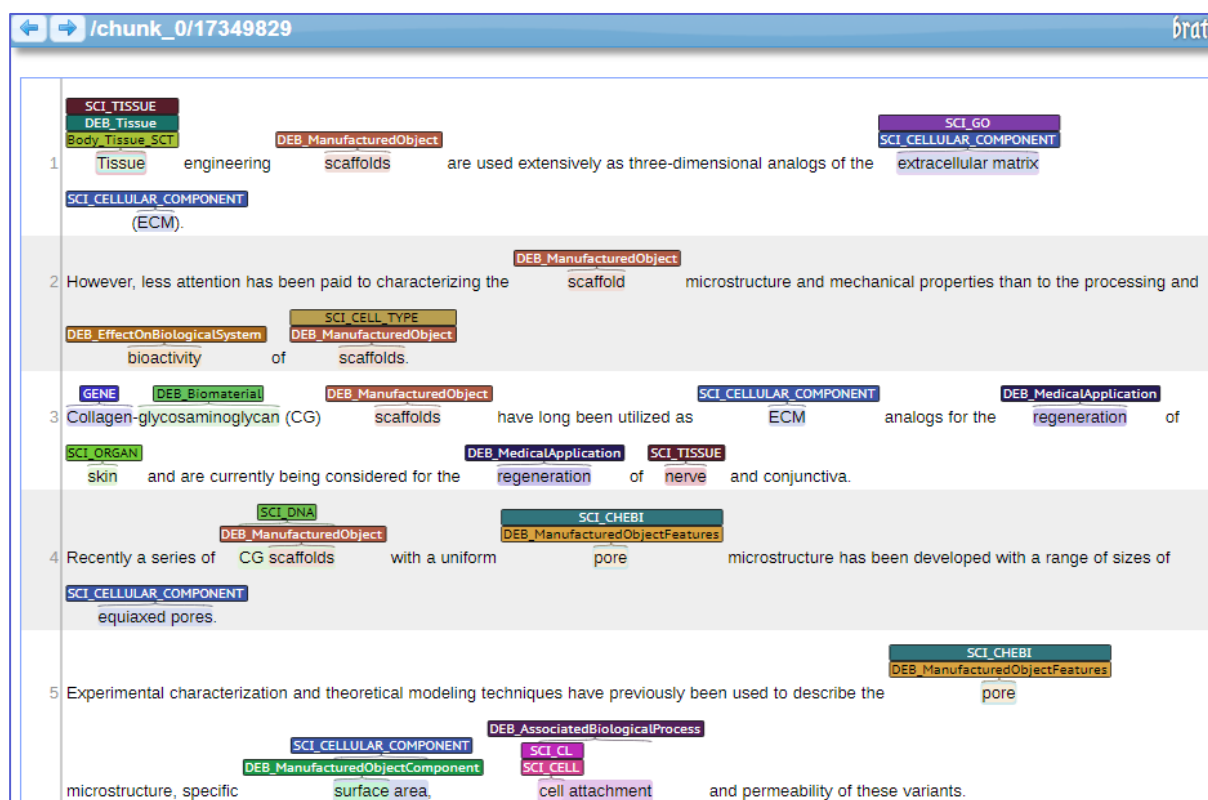 /chunk_0/17349829
brat
SCI_TISSUE
DEB_Tissue SCI_GO
Body_Tissue_SCT DEB_ManufacturedObject SCI_CELLULAR_COMPONENT
1 Tissue engineering scaffolds are used extensively as three-dimensional analogs of the extracellular matrix
SCI_CELLULAR_COMPONENT
(ECM).
DEB_ManufacturedObject
2 However, less attention has been paid to characterizing the scaffold microstructure and mechanical properties than to the processing and
SCI_CELL_TYPE
DEB_EffectOnBiologicalSystem DEB_ManufacturedObject
bioactivity of scaffolds.
GENE DEB_Biomaterial DEB_ManufacturedObject SCI_CELLULAR_COMPONENT DEB_MedicalApplication
3 Collagen-glycosaminoglycan (CG) scaffolds have long been utilized as ECM analogs for the regeneration of
SCI_ORGAN DEB_MedicalApplication SCI_TISSUE
skin and are currently being considered for the regeneration of nerve and conjunctiva.
SCI_DNA SCI_CHEBI
DEB_ManufacturedObject DEB_ManufacturedObjectFeatures
4 Recently a series of CG scaffolds with a uniform pore microstructure has been developed with a range of sizes of
SCI_CELLULAR_COMPONENT
equiaxed pores.
SCI_CHEBI
DEB_ManufacturedObjectFeatures
5 Experimental characterization and theoretical modeling techniques have previously been used to describe the pore
DEB_AssociatedBiologicalProcess
SCI_CELLULAR_COMPONENT SCI_CL
DEB_ManufacturedObjectComponent SCI_CELL
microstructure, specific surface area, cell attachment and permeability of these variants.